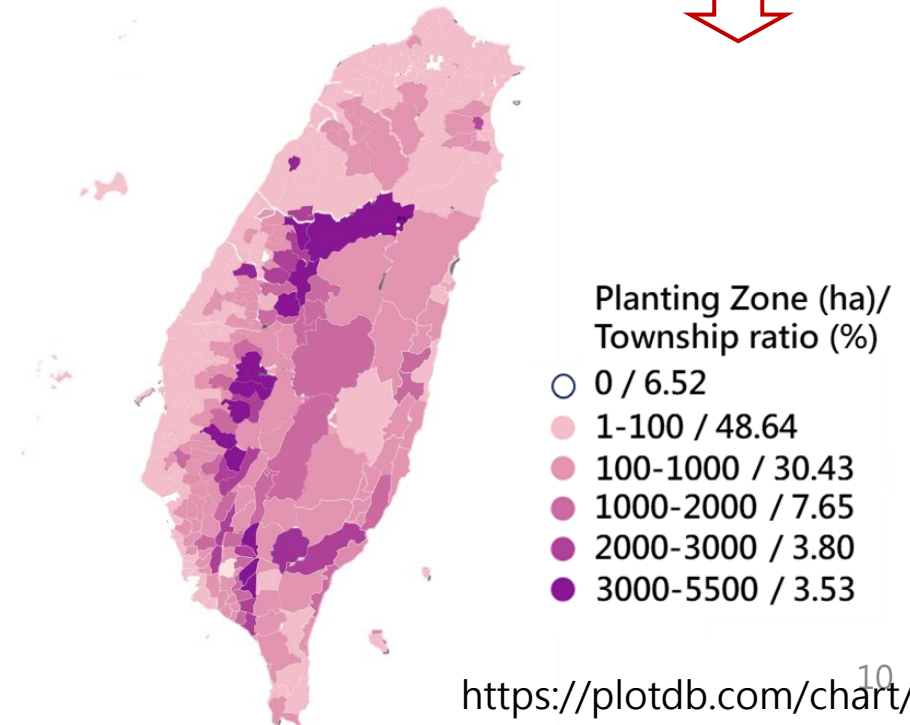 Planting Zone (ha)/
Township ratio (%)
0 / 6.52
1-100 / 48.64
100-1000 / 30.43
1000-2000 / 7.65
2000-3000 / 3.80
3000-5500 / 3.53
10
https://plotdb.com/chart/